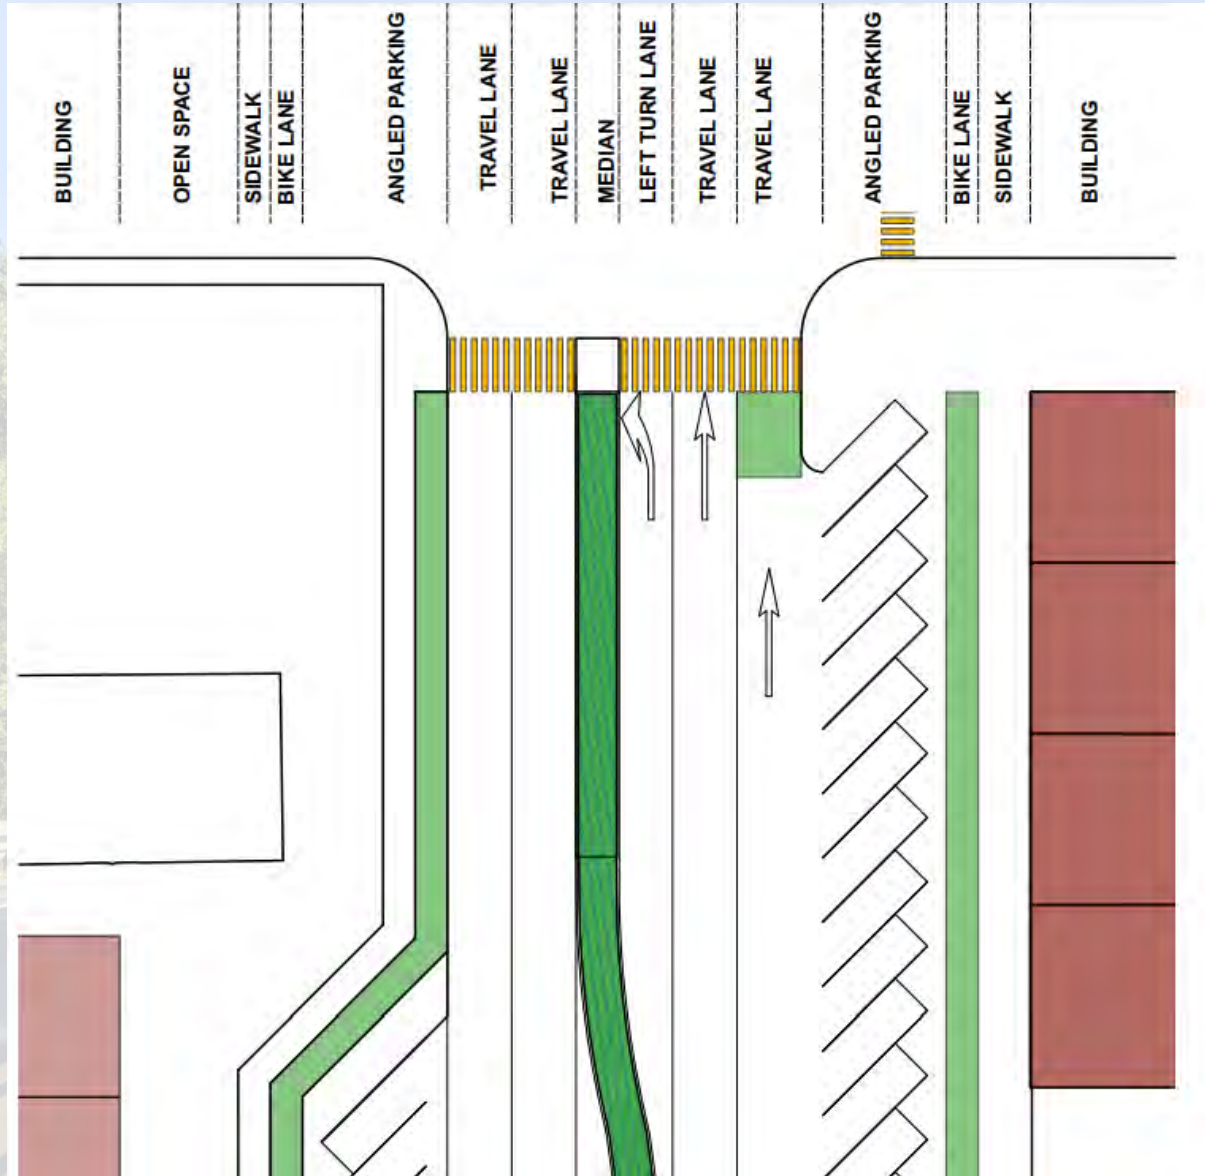 BUILDING
OPEN SPACE
SIDEWALK
BIKE LANE
ANGLED PARKING
TRAVEL LANE
TRAVEL LANE
MEDIAN
LEFT TURN LANE
TRAVEL LANE
TRAVEL LANE
ANGLED PARKING
BIKE LANE
SIDEWALK
BUILDING